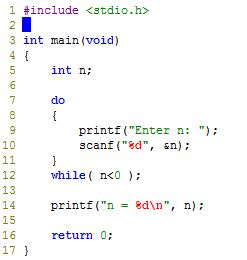 1 #include <stdio.h>
2
3 int main(void)
4 {
5     int n;
6
7     do
8     {
9         printf("Enter n: ");
10         scanf("%d", &n);
11     }
12     while( n<0 );
13
14     printf("n = %d\n", n);
15
16     return 0;
17 }